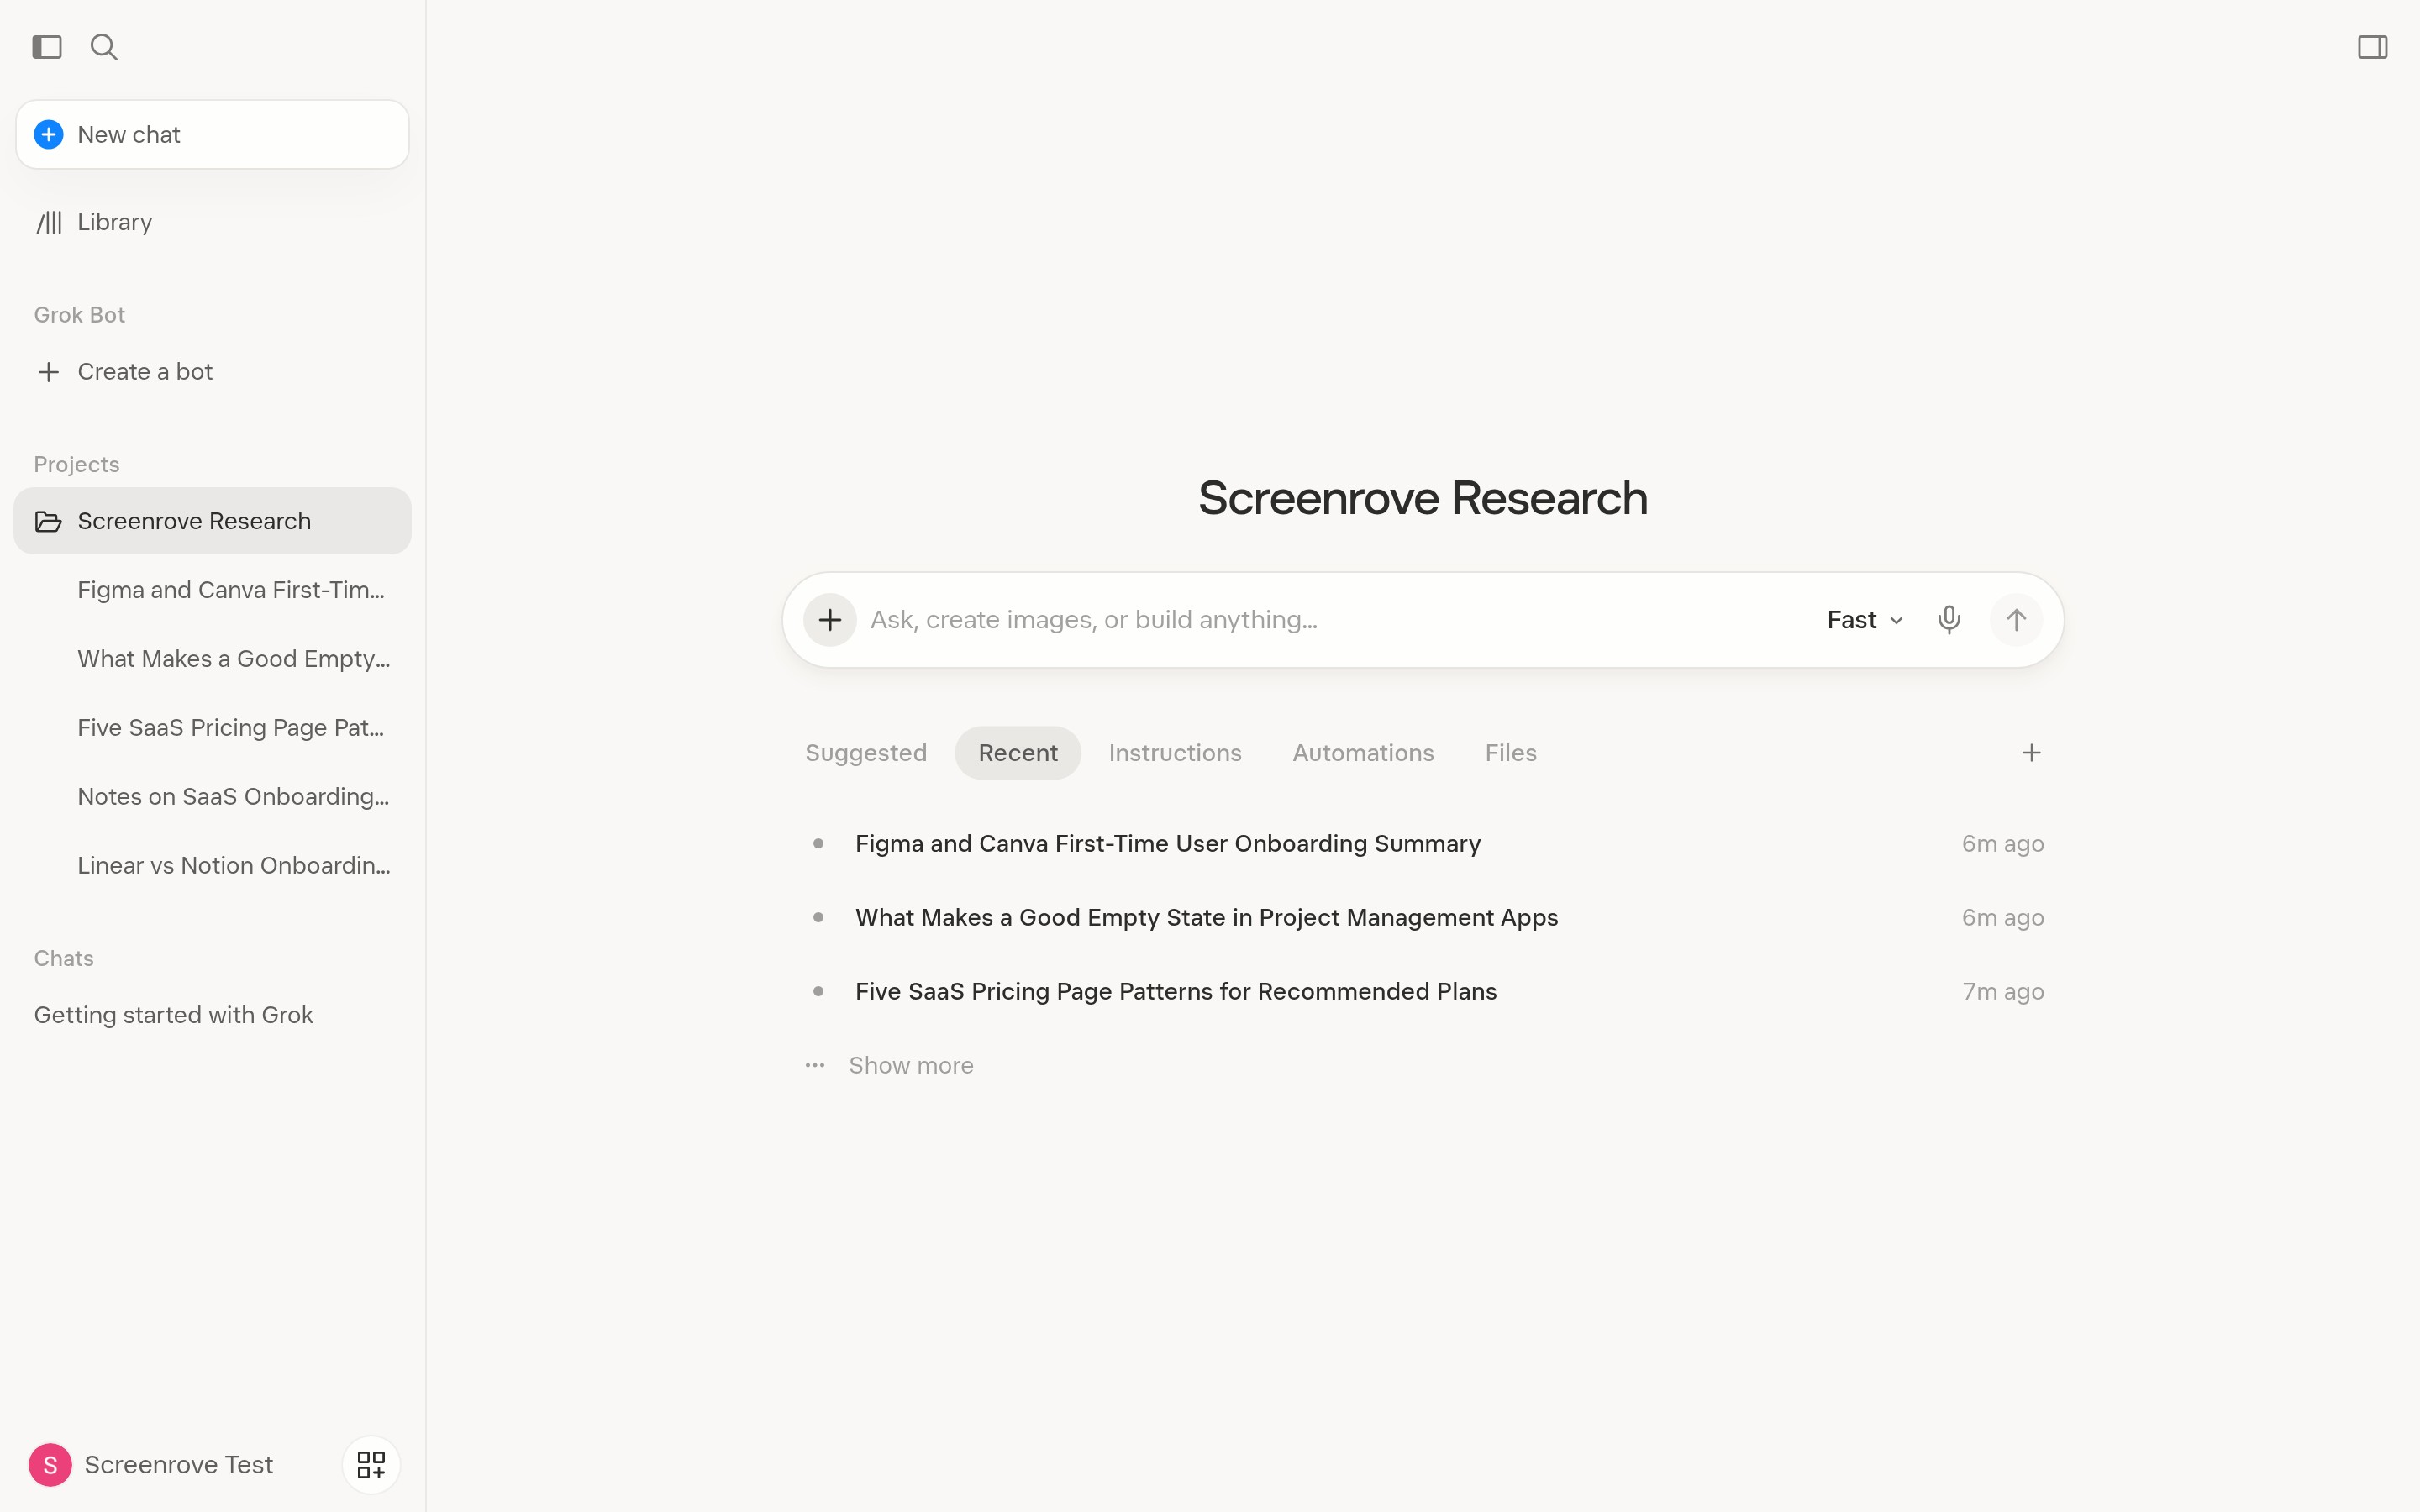 New chat
Library
Grok Bot
Create a bot
Projects
Screenrove Research
Figma and Canva First-Tim...
What Makes a Good Empty...
Five SaaS Pricing Page Pat...
Notes on SaaS Onboarding...
Linear vs Notion Onboardin...
Chats
Getting started with Grok
S Screenrove Test
Screenrove Research
Ask, create images, or build anything... Fast
Suggested Recent Instructions Automations Files
Figma and Canva First-Time User Onboarding Summary 6m ago
What Makes a Good Empty State in Project Management Apps 6m ago
Five SaaS Pricing Page Patterns for Recommended Plans 7m ago
Show more